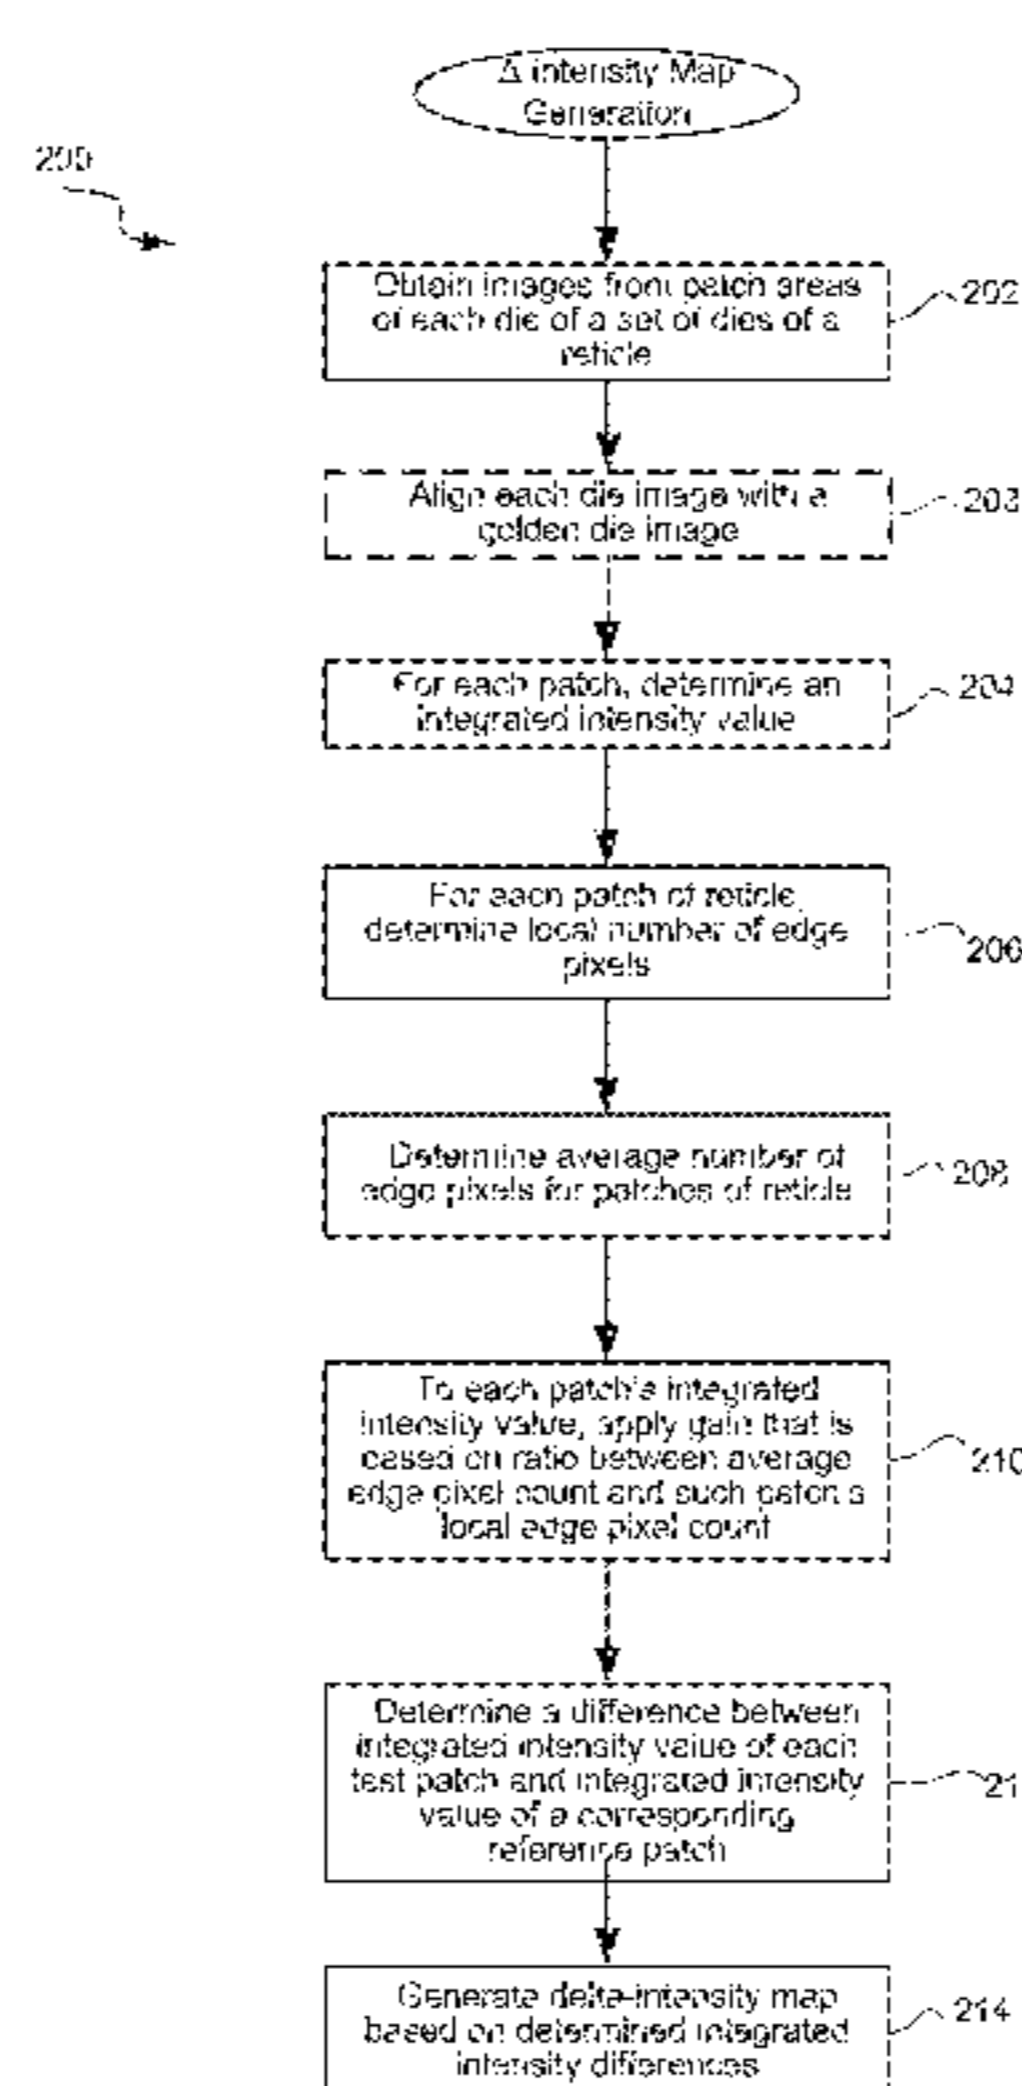 Δ Intensity Map
Generation
200
Obtain images from patch areas
of each die of a set of dies of a
reticle
202
Align each die image with a
golden die image
203
For each patch, determine an
integrated intensity value
204
For each patch of reticle,
determine local number of edge
pixels
206
Determine average number of
edge pixels for patches of reticle
208
To each patch's integrated
intensity value, apply gain that is
based on ratio between average
edge pixel count and such patch's
local edge pixel count
210
Determine a difference between
integrated intensity value of each
test patch and integrated intensity
value of a corresponding
reference patch
21
Generate delta-intensity map
based on determined integrated
intensity differences
214